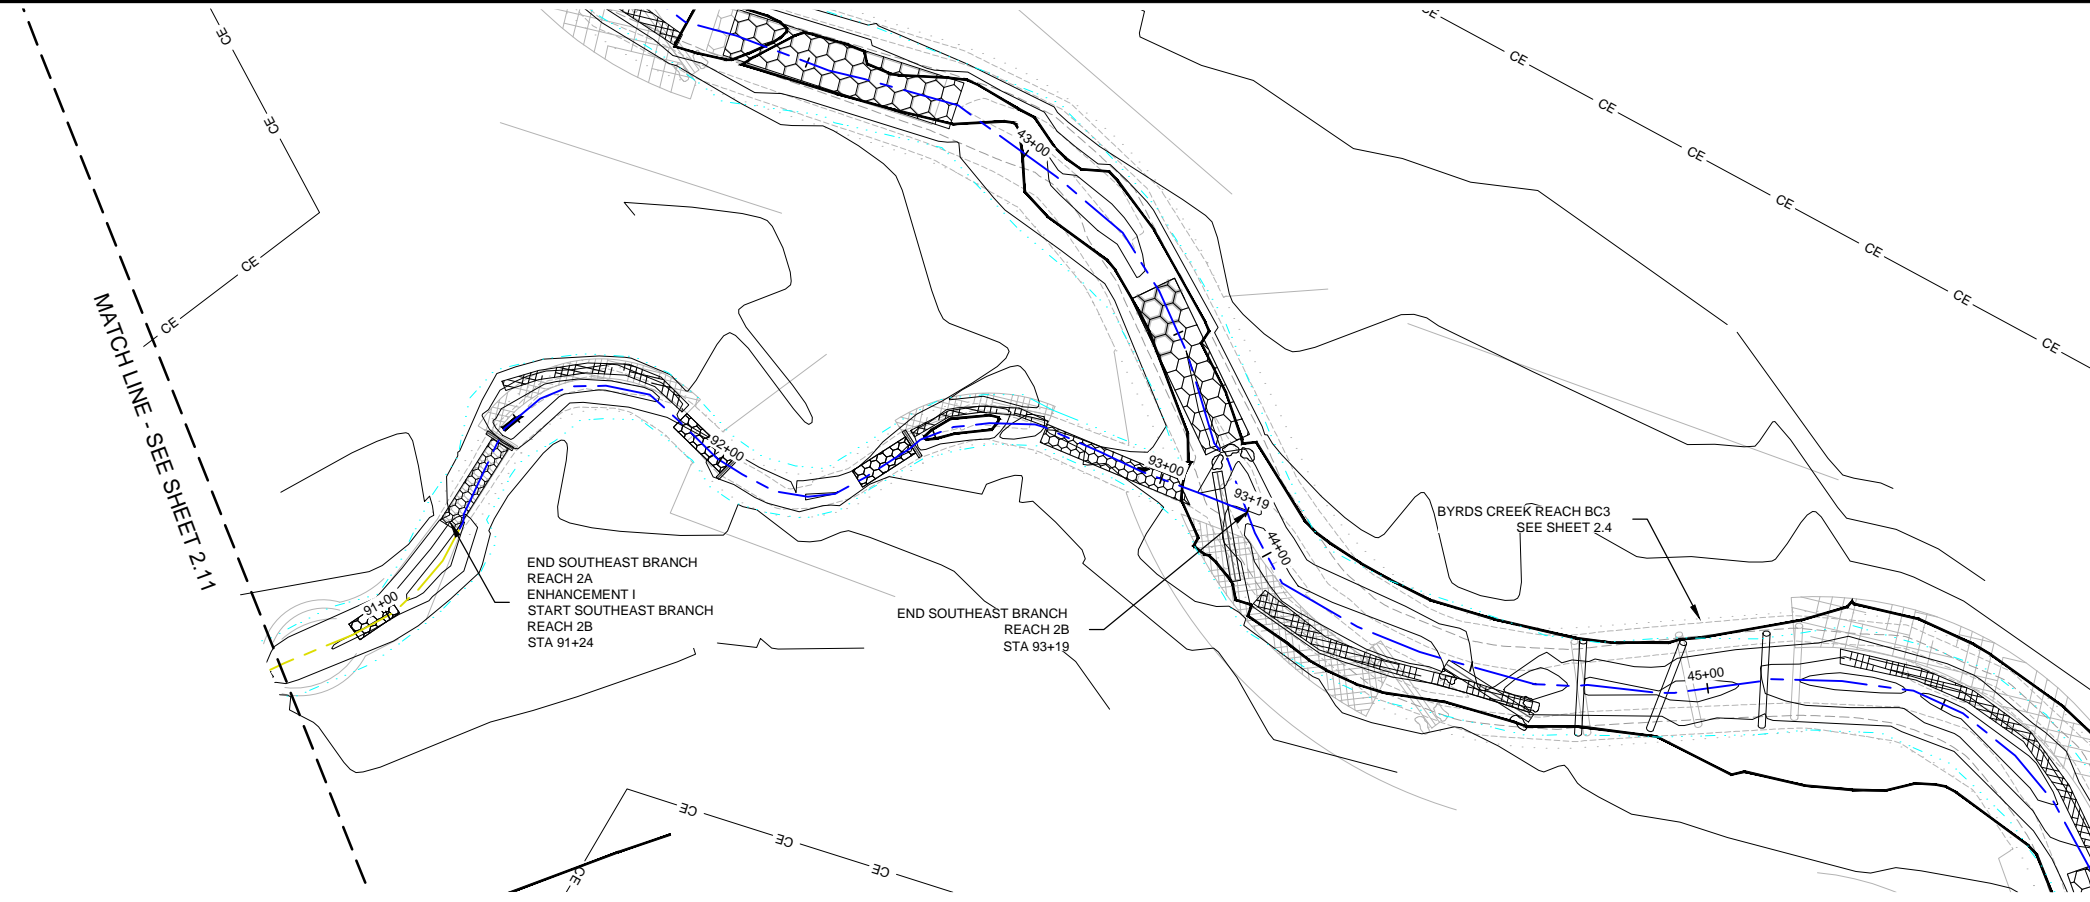 CE
CE
CE
CE
CE
CE
CE
CE
CE
CE
CE
CE
CE
MATCH LINE - SEE SHEET 2.11
43+00
92+00
93+00
93+19
44+00
91+00
45+00
BYRDS CREEK REACH BC3
SEE SHEET 2.4
END SOUTHEAST BRANCH
REACH 2A
ENHANCEMENT I
START SOUTHEAST BRANCH
REACH 2B
STA 91+24
END SOUTHEAST BRANCH
REACH 2B
STA 93+19
CE
CE
CE
CE